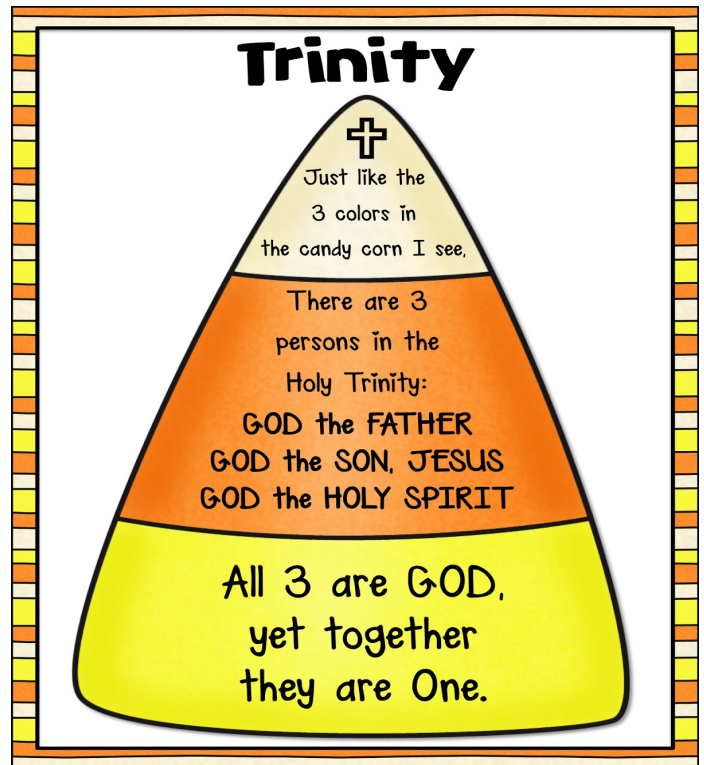 Trinity
Just like the
3 colors in
the candy corn I see,
There are 3
persons in the
Holy Trinity:
GOD the FATHER
GOD the SON, JESUS
GOD the HOLY SPIRIT
All 3 are GOD,
yet together
they are One.